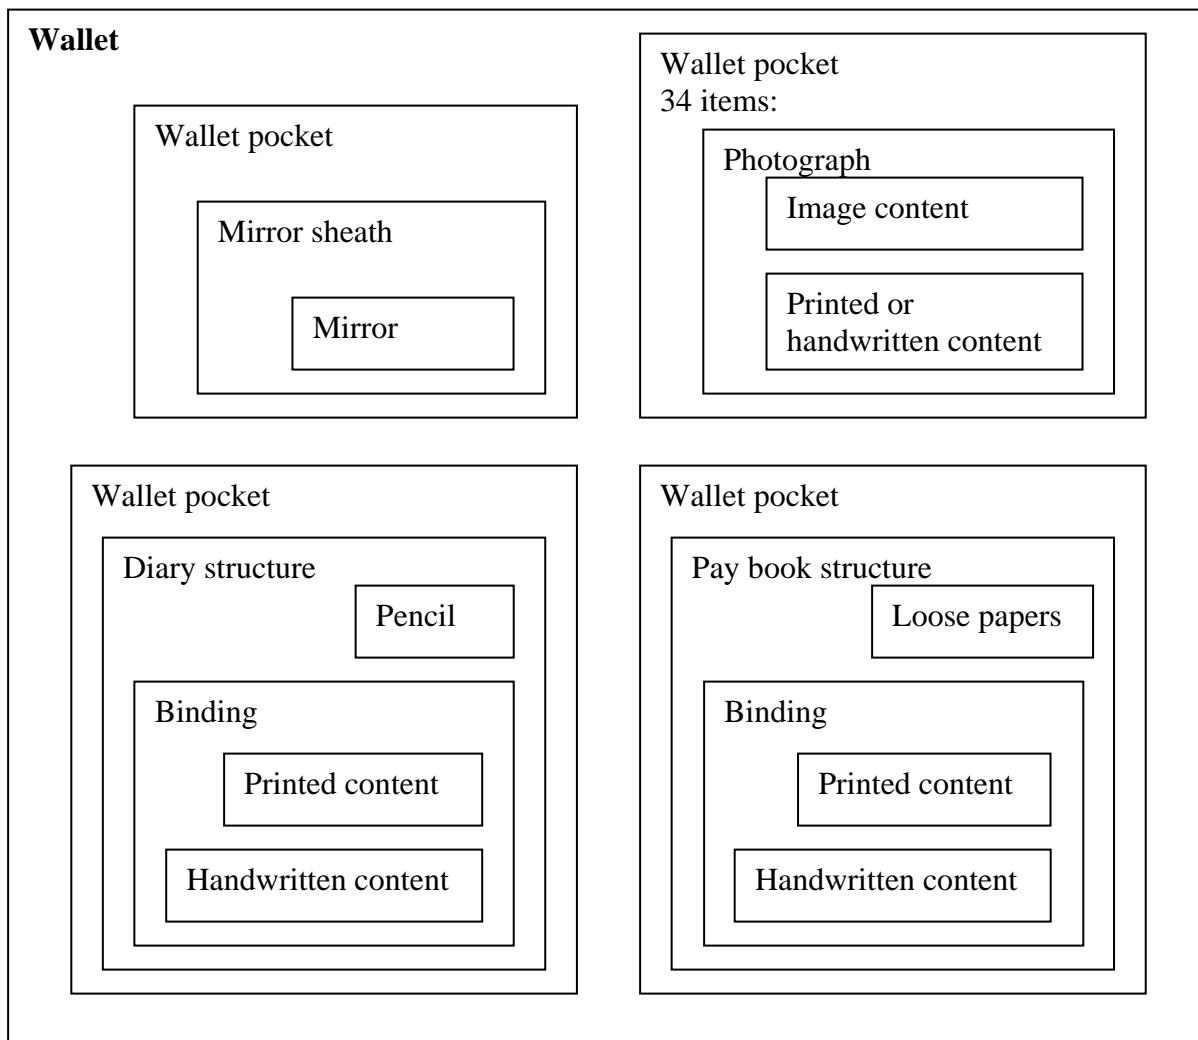 Wallet
Wallet pocket
Mirror sheath
Mirror
Wallet pocket
34 items:
Photograph
Image content
Printed or
handwritten content
Wallet pocket
Diary structure
Pencil
Binding
Printed content
Handwritten content
Wallet pocket
Pay book structure
Loose papers
Binding
Printed content
Handwritten content